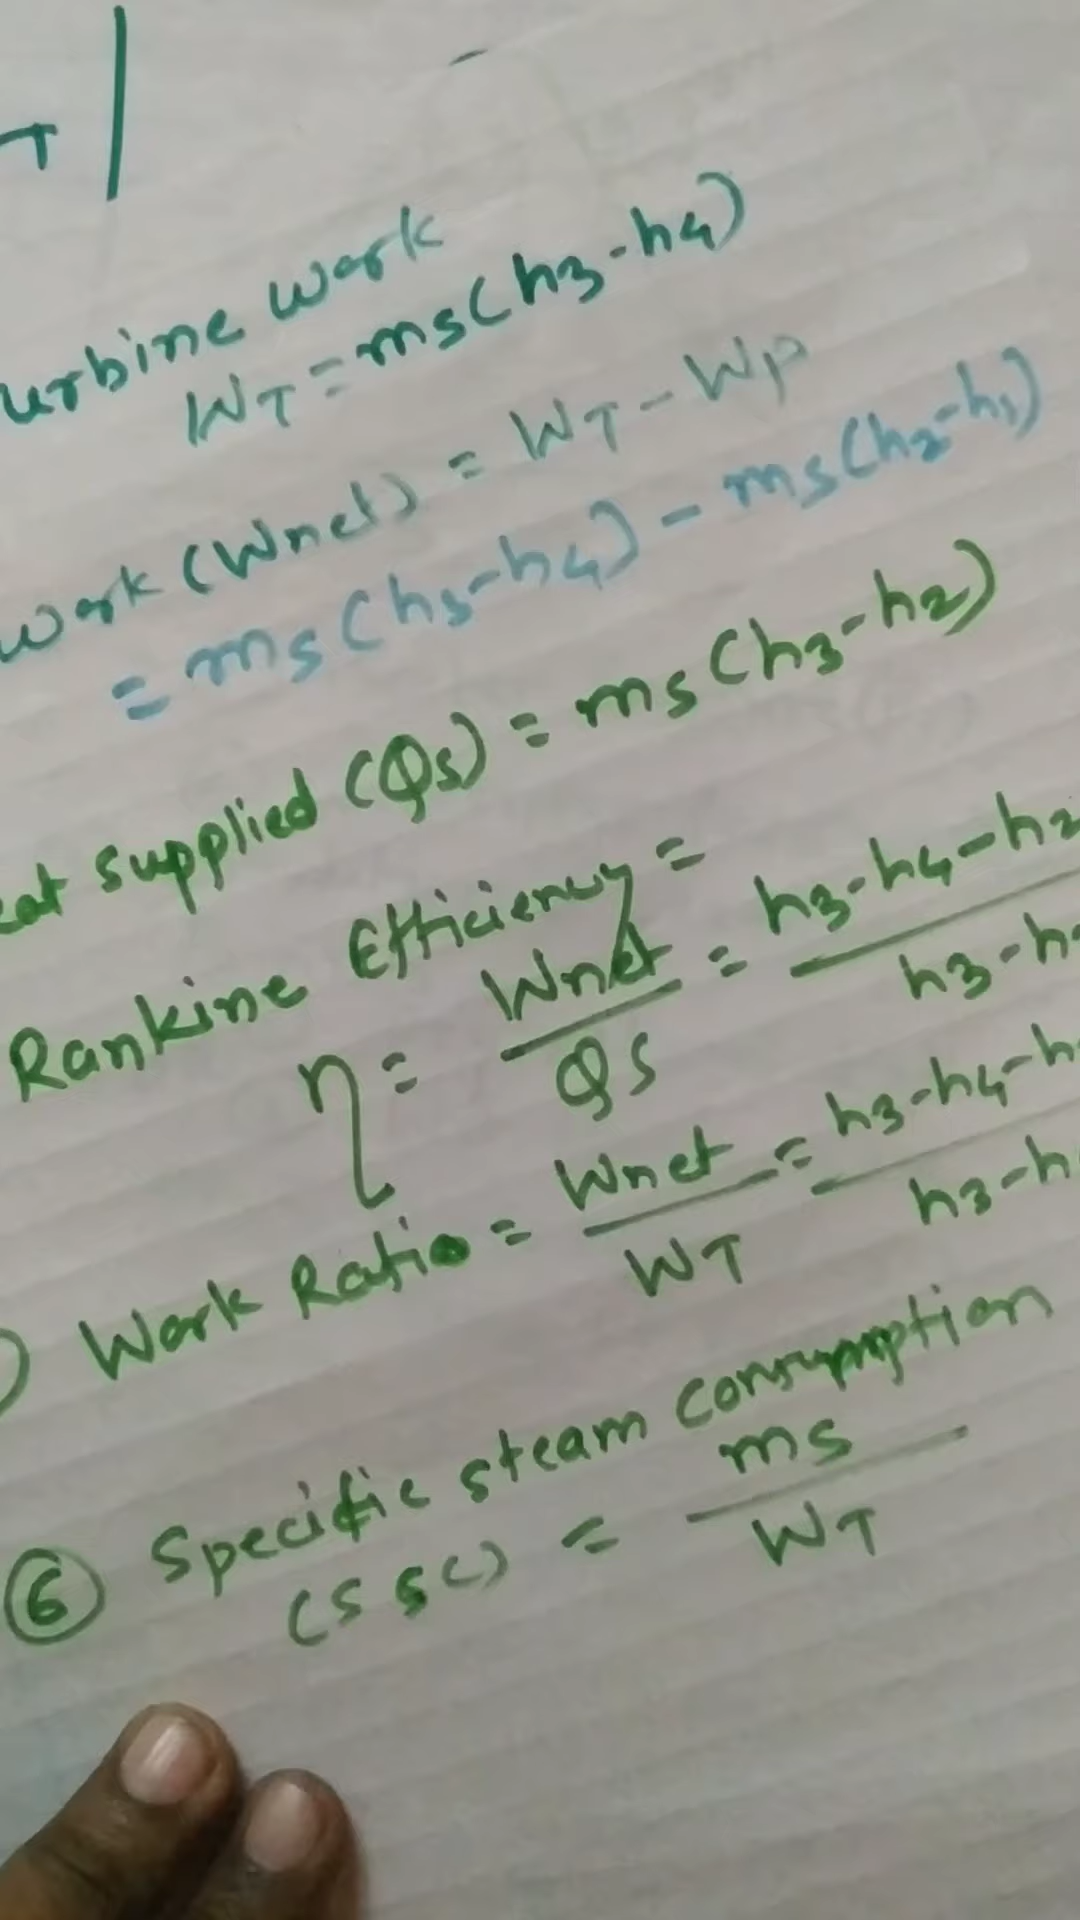 T
urbine work
WT = ms(h3-h4)
work (Wnet) = WT - WP
= ms(h3-h4) - ms(h2-h1)
eat supplied (Qs) = ms(h3-h2)
Rankine Efficiency =
η = Wnet / Qs = h3-h4-h2 / h3-h
Work Ratio = Wnet / WT = h3-h4-h / h3-h
⑥ Specific steam consumption
(SSC) = ms / WT